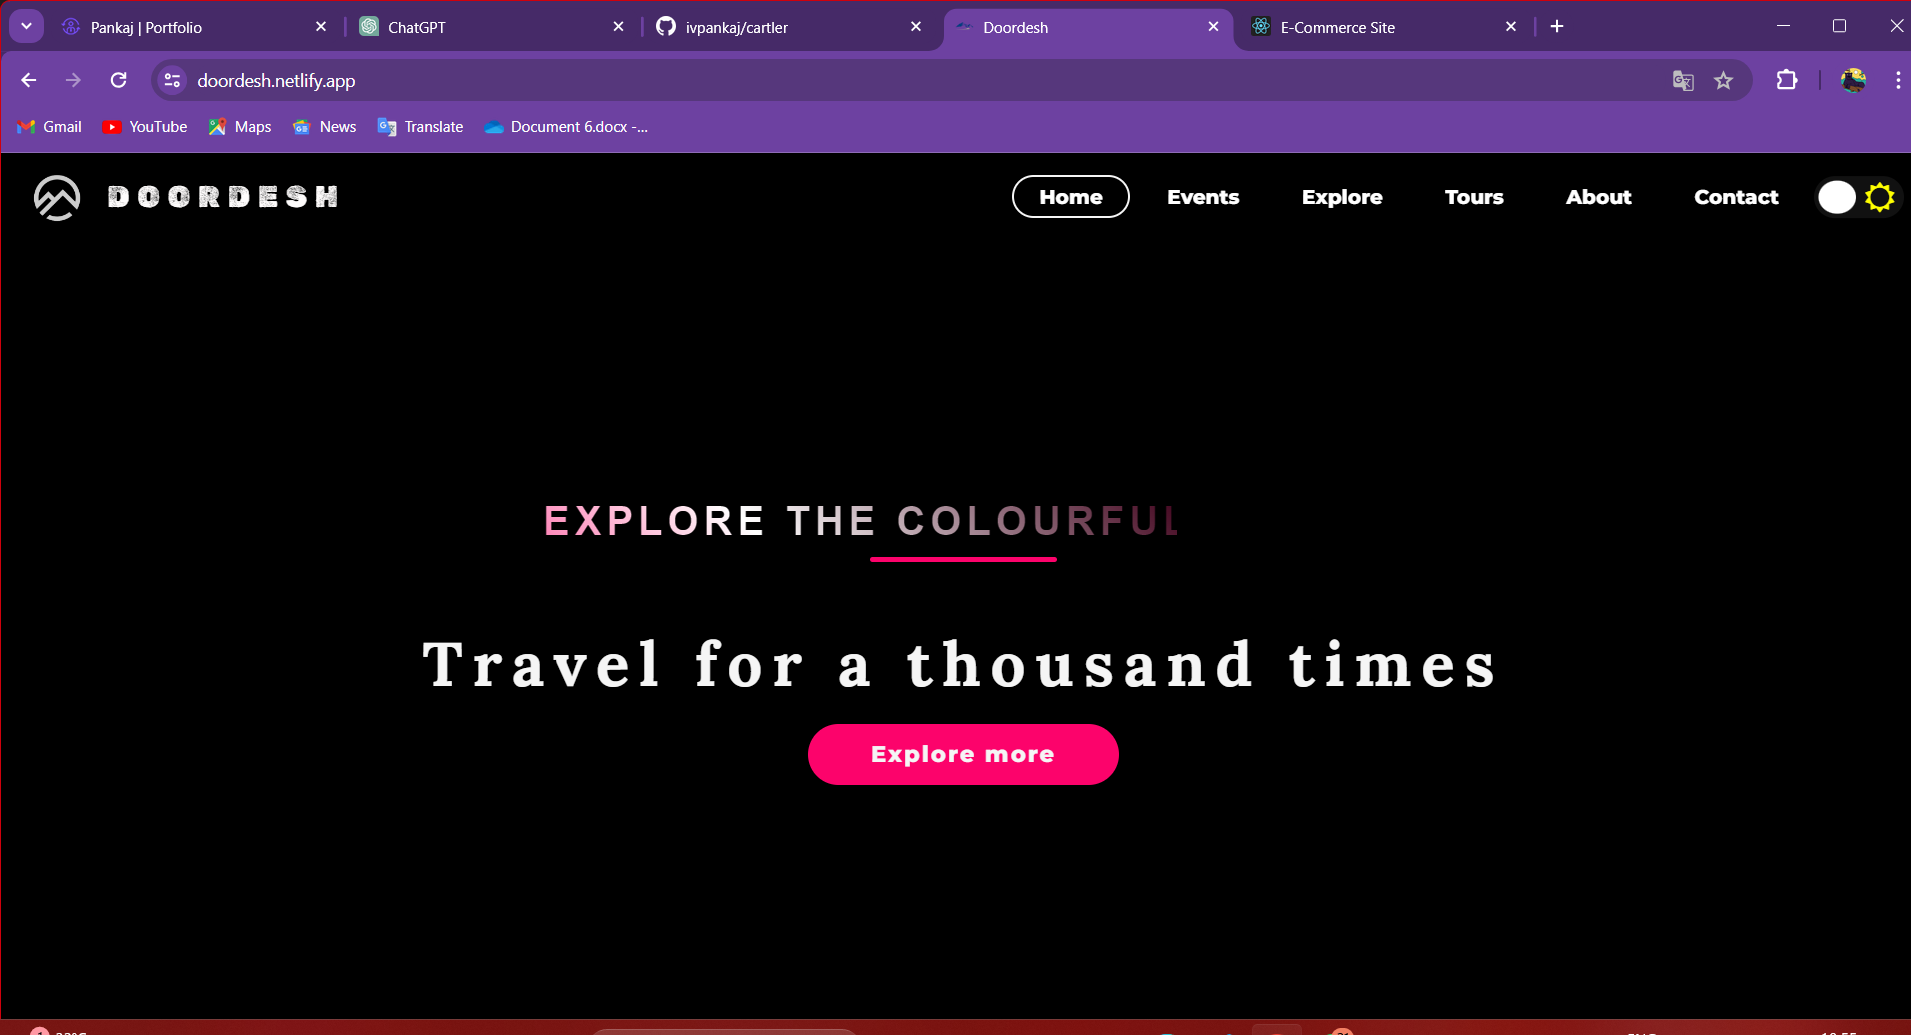 Pankaj | Portfolio
ChatGPT
ivpankaj/cartler
Doordesh
E-Commerce Site
doordesh.netlify.app
Gmail
YouTube
Maps
News
Translate
Document 6.docx -...
DOORDESH
Home
Events
Explore
Tours
About
Contact
EXPLORE THE COLOURFUL
Travel for a thousand times
Explore more